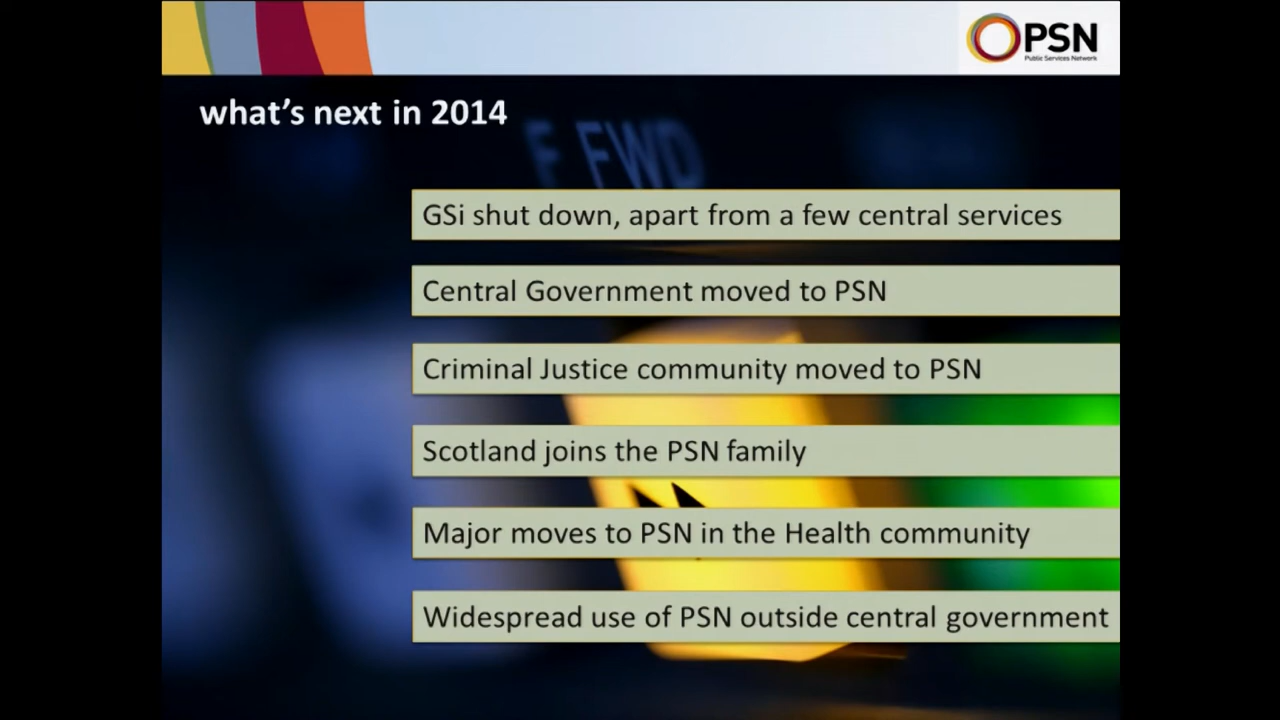 PSN
Public Services Network
what's next in 2014
F FWD
GSi shut down, apart from a few central services
Central Government moved to PSN
Criminal Justice community moved to PSN
Scotland joins the PSN family
Major moves to PSN in the Health community
Widespread use of PSN outside central government